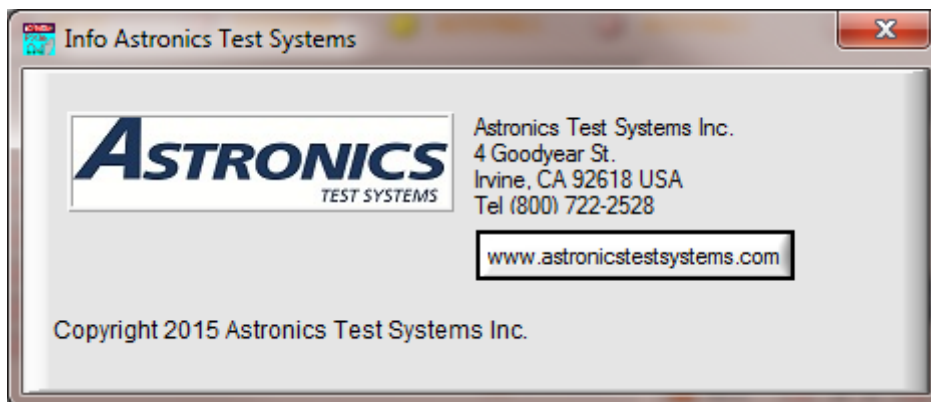 Info Astronics Test Systems
ASTRONICS
TEST SYSTEMS
Astronics Test Systems Inc.
4 Goodyear St.
Irvine, CA 92618 USA
Tel (800) 722-2528
www.astronicstestsystems.com
Copyright 2015 Astronics Test Systems Inc.